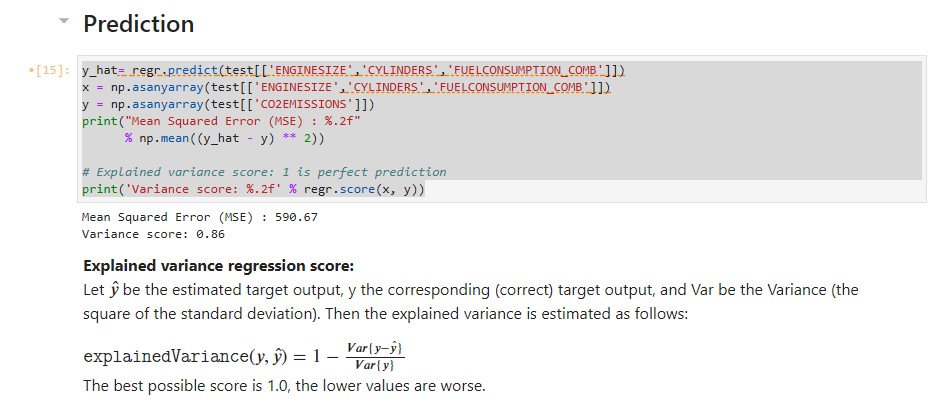 Prediction
*[15]: y_hat= regr.predict(test[['ENGINESIZE','CYLINDERS','FUELCONSUMPTION_COMB']])
x = np.asanyarray(test[['ENGINESIZE','CYLINDERS','FUELCONSUMPTION_COMB']])
y = np.asanyarray(test[['CO2EMISSIONS']])
print("Mean Squared Error (MSE) : %.2f"
% np.mean((y_hat - y) ** 2))
# Explained variance score: 1 is perfect prediction
print('Variance score: %.2f' % regr.score(x, y))
Mean Squared Error (MSE) : 590.67
Variance score: 0.86
Explained variance regression score:
Let ŷ be the estimated target output, y the corresponding (correct) target output, and Var be the Variance (the
square of the standard deviation). Then the explained variance is estimated as follows:
explainedVariance(y, ŷ) = 1 − Var{y−ŷ} / Var{y}
The best possible score is 1.0, the lower values are worse.